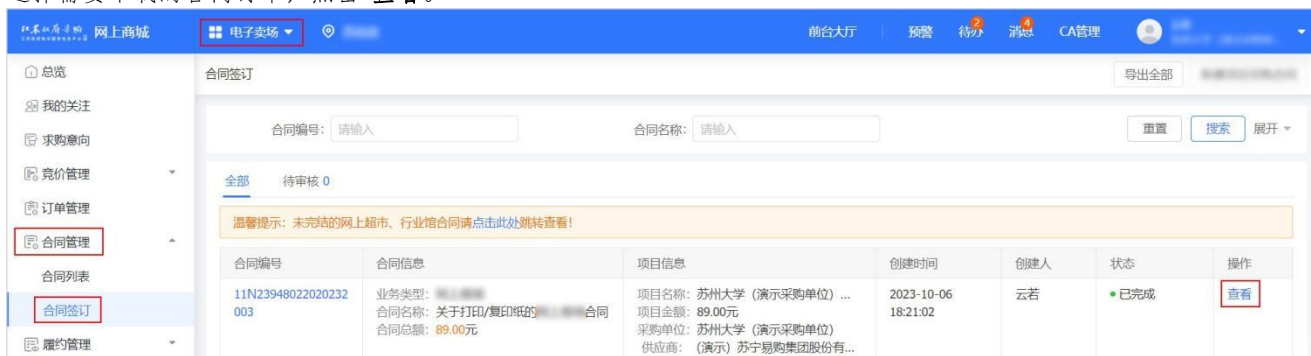 网上商城 电子卖场 前台大厅 预警 待办 2 消息 4 CA管理
总览 合同签订 导出全部
我的关注
求购意向 合同编号: 请输入 合同名称: 请输入 重置 搜索 展开
竞价管理 全部 待审核 0
订单管理
温馨提示: 未完结的网上超市、行业馆合同请点击此处跳转查看!
合同管理
合同列表
合同签订
履约管理
合同编号 合同信息 项目信息 创建时间 创建人 状态 操作
11N23948022020232003
业务类型:
合同名称: 关于打印/复印纸的 合同
合同总额: 89.00元
项目名称: 苏州大学（演示采购单位）...
项目金额: 89.00元
采购单位: 苏州大学（演示采购单位）
供应商: （演示）苏宁易购集团股份有...
2023-10-06
18:21:02
云若
已完成
查看